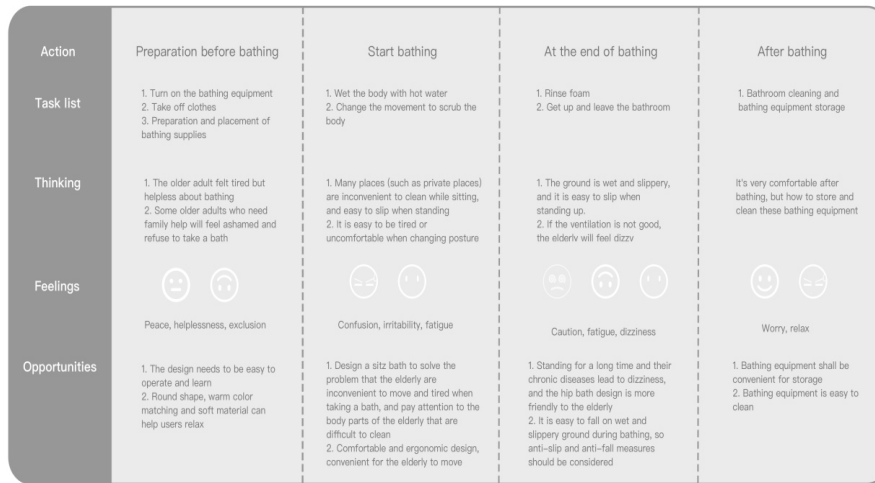 Action
Preparation before bathing
Start bathing
At the end of bathing
After bathing
Task list
1. Turn on the bathing equipment
2. Take off clothes
3. Preparation and placement of
bathing supplies
1. Wet the body with hot water
2. Change the movement to scrub the
body
1. Rinse foam
2. Get up and leave the bathroom
1. Bathroom cleaning and
bathing equipment storage
Thinking
1. The older adult felt tired but
helpless about bathing
2. Some older adults who need
family help will feel ashamed and
refuse to take a bath
1. Many places (such as private places)
are inconvenient to clean while sitting,
and easy to slip when standing
2. It is easy to be tired or
uncomfortable when changing posture
1. The ground is wet and slippery,
and it is easy to slip when
standing up.
2. If the ventilation is not good,
the elderly will feel dizzy
It's very comfortable after
bathing, but how to store and
clean these bathing equipment
Feelings
Peace, helplessness, exclusion
Confusion, irritability, fatigue
Caution, fatigue, dizziness
Worry, relax
Opportunities
1. The design needs to be easy to
operate and learn
2. Round shape, warm color
matching and soft material can
help users relax
1. Design a sitz bath to solve the
problem that the elderly are
inconvenient to move and tired when
taking a bath, and pay attention to the
body parts of the elderly that are
difficult to clean
2. Comfortable and ergonomic design,
convenient for the elderly to move
1. Standing for a long time and their
chronic diseases lead to dizziness,
and the hip bath design is more
friendly to the elderly
2. It is easy to fall on wet and
slippery ground during bathing, so
anti-slip and anti-fall measures
should be considered
1. Bathing equipment shall be
convenient for storage
2. Bathing equipment is easy to
clean